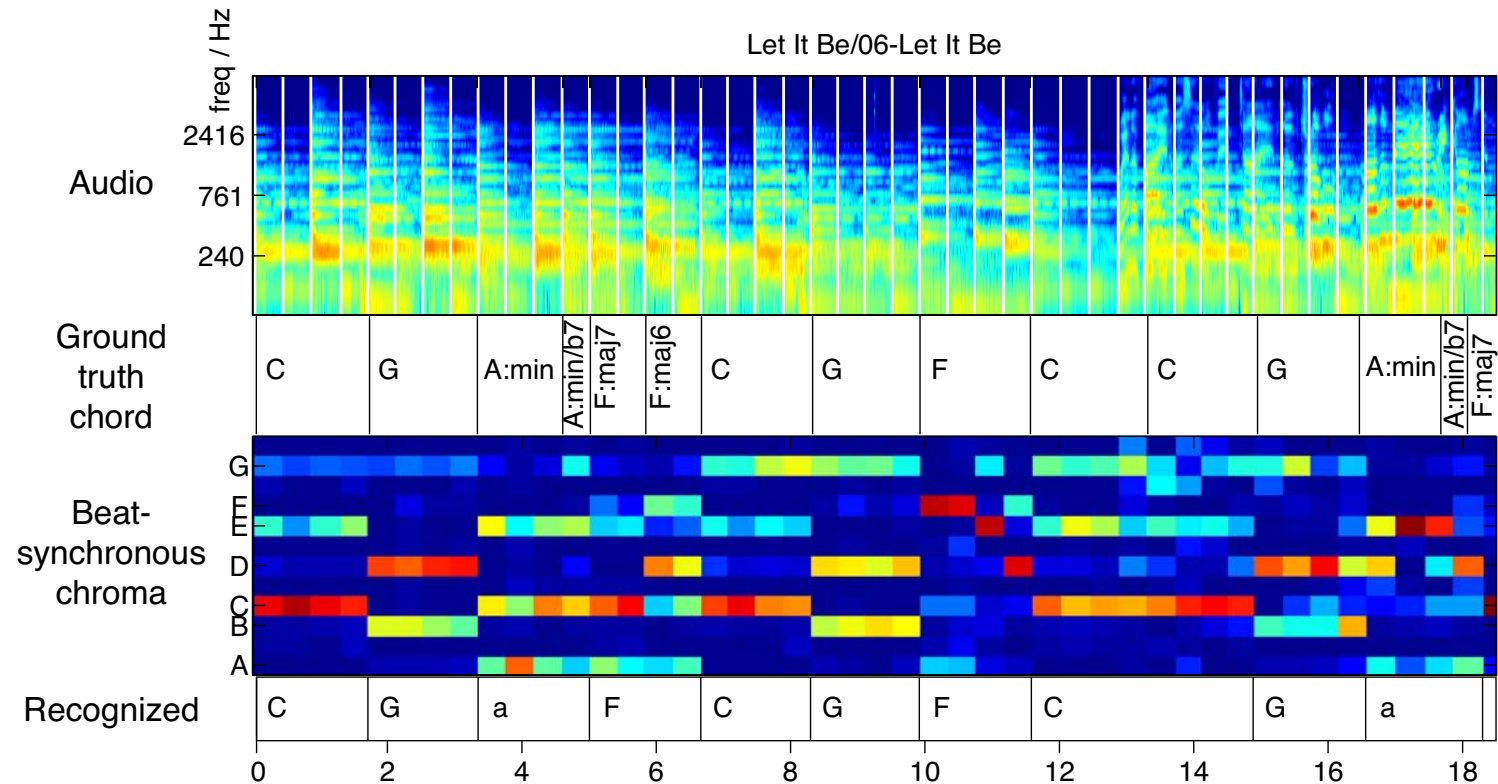 Let It Be/06-Let It Be
freq / Hz
Audio
2416
761
240
Ground
truth
chord
C G A:min A:min/b7 F:maj7 F:maj6 C G F C C G A:min A:min/b7 F:maj7
Beat-
synchronous
chroma
G
F
E
D
C
B
A
Recognized
C G a F C G F C G a
0 2 4 6 8 10 12 14 16 18